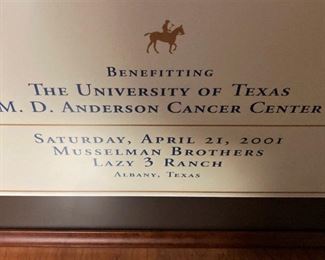 Benefitting
The University of Texas
M. D. Anderson Cancer Center
Saturday, April 21, 2001
Musselman Brothers
Lazy 3 Ranch
Albany, Texas